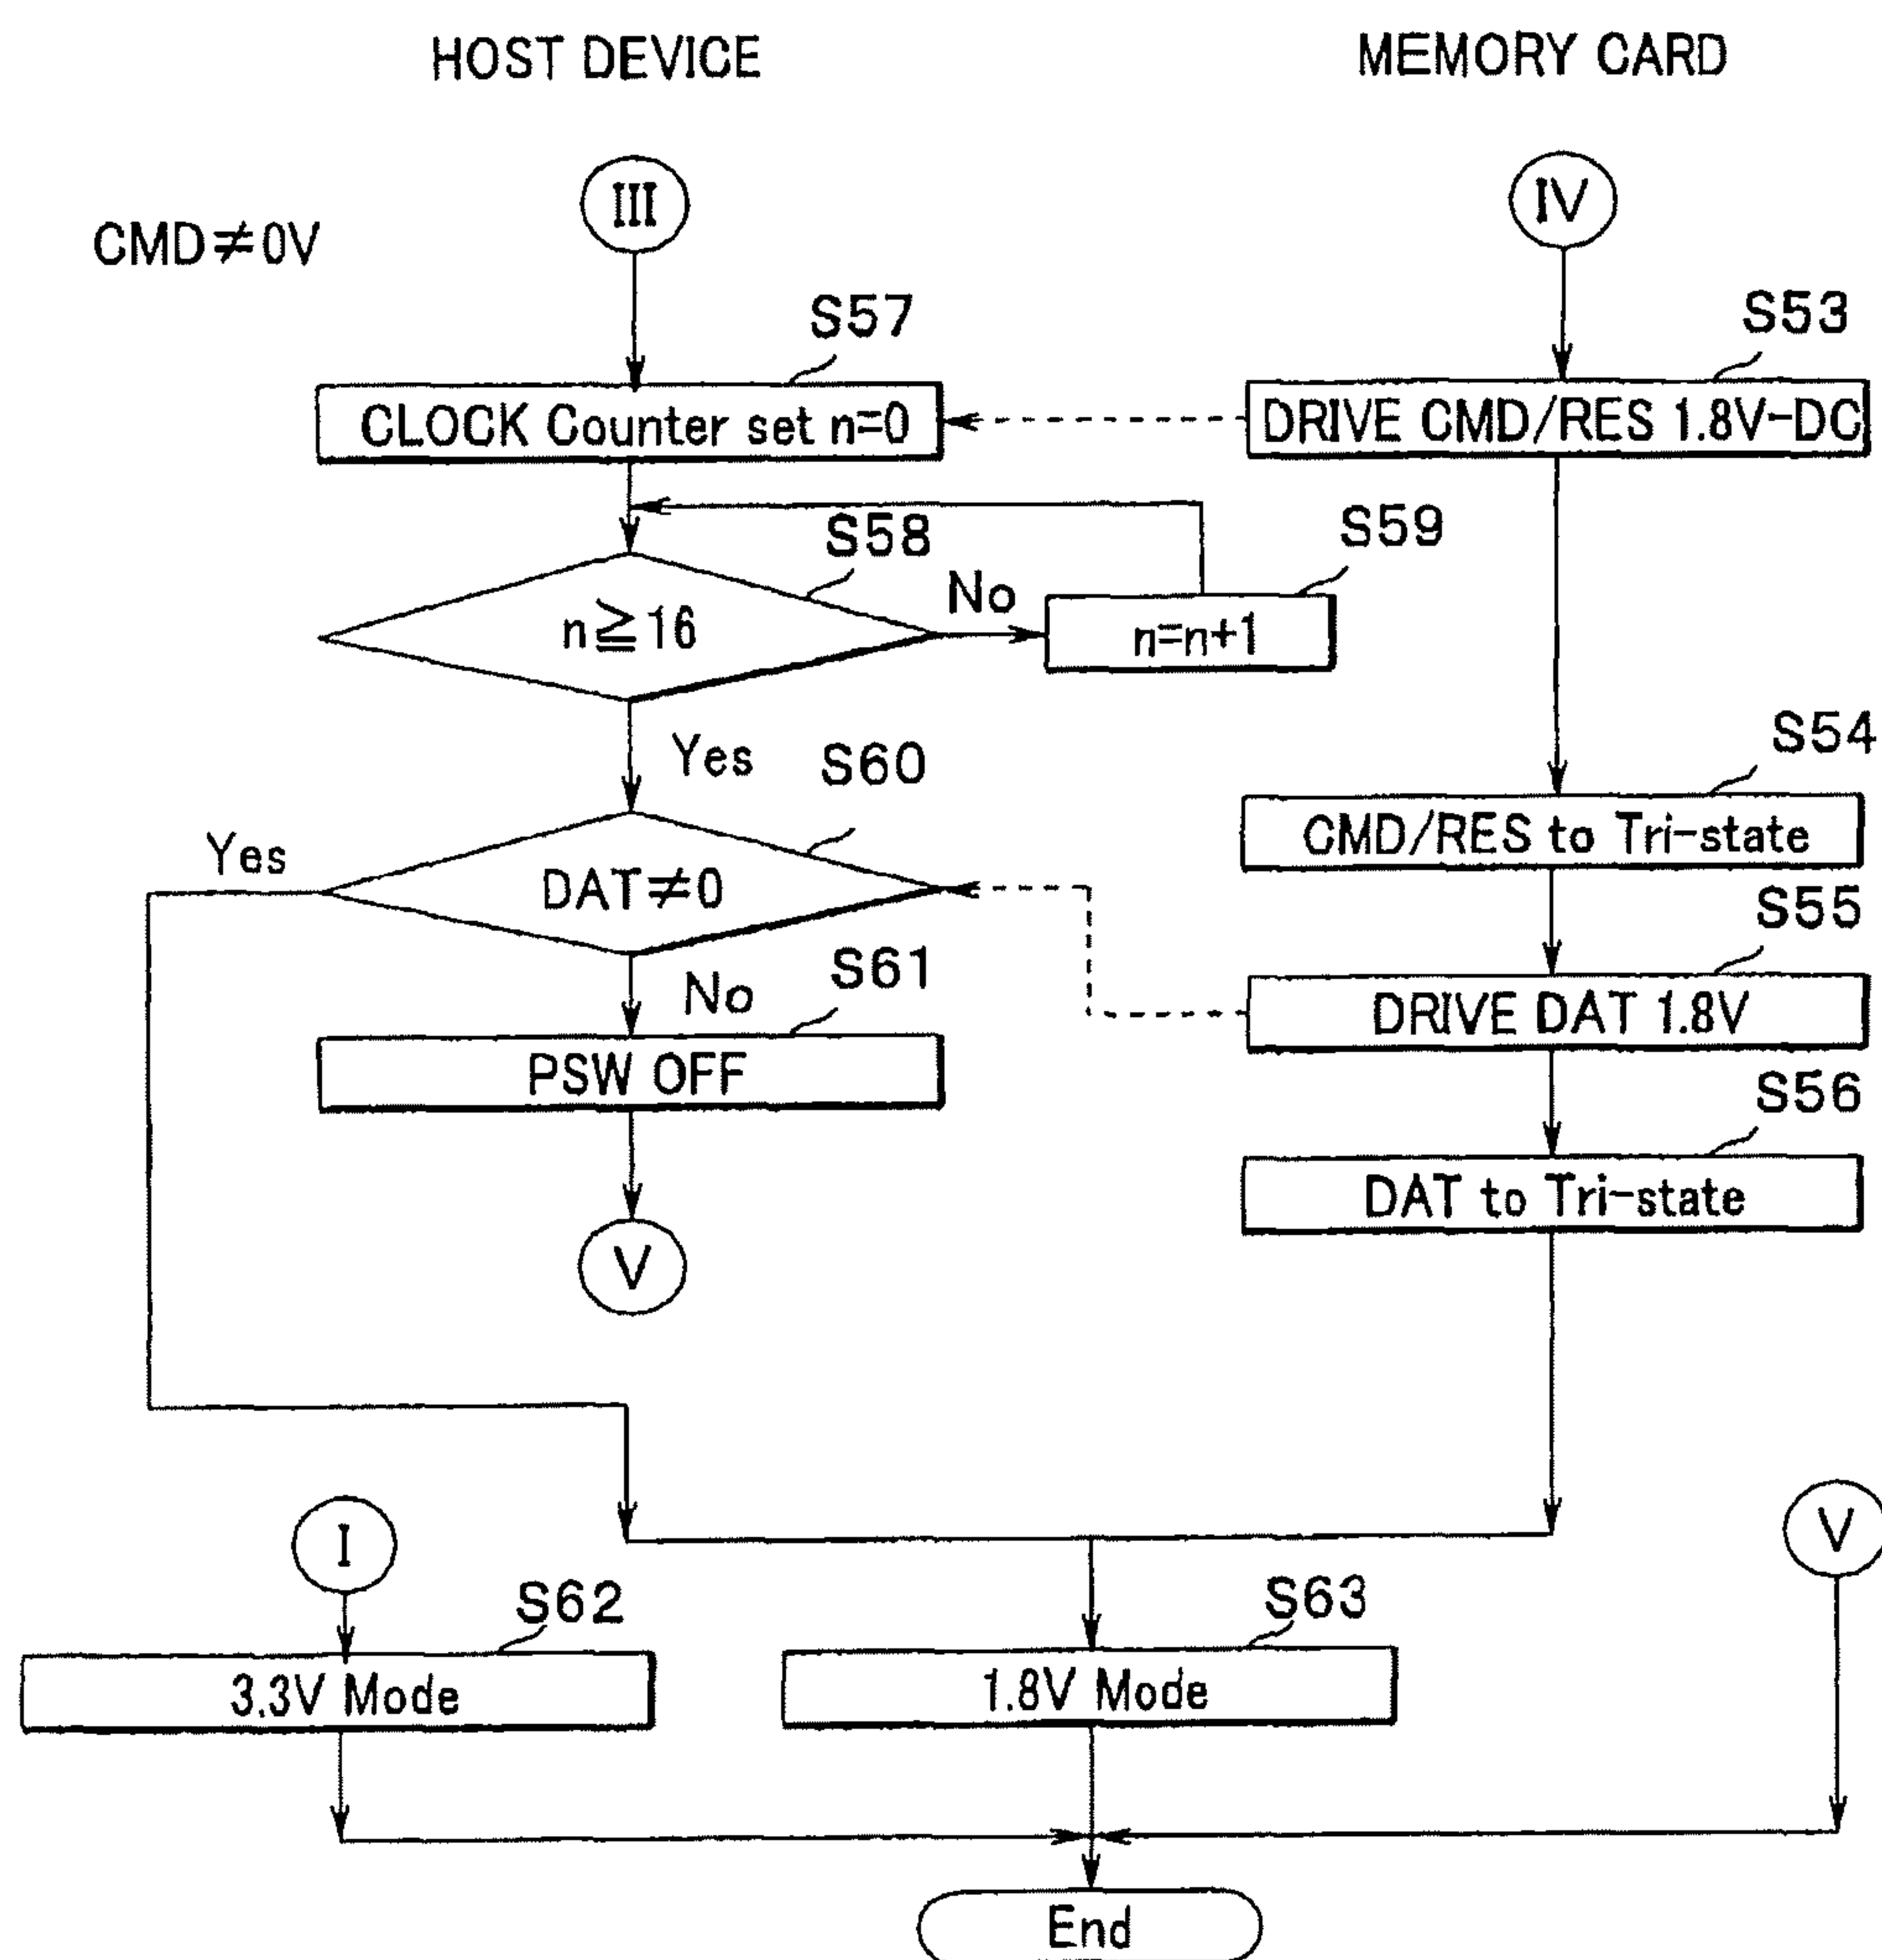 HOST DEVICE
MEMORY CARD
III
IV
CMD≠0V
S57
S53
CLOCK Counter set n=0
DRIVE CMD/RES 1.8V-DC
S58
S59
n≧16
No
n=n+1
Yes
S60
S54
CMD/RES to Tri-state
Yes
DAT≠0
S55
No
S61
DRIVE DAT 1.8V
PSW OFF
S56
DAT to Tri-state
V
I
V
S62
S63
3.3V Mode
1.8V Mode
End